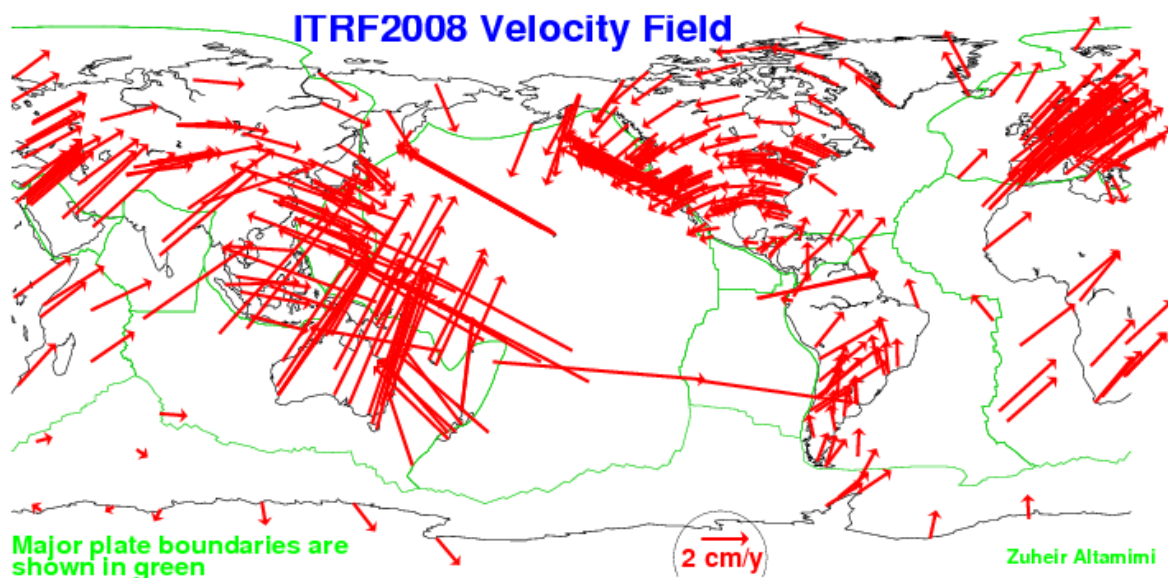 ITRF2008 Velocity Field
Major plate boundaries are
shown in green
2 cm/y
Zuheir Altamimi